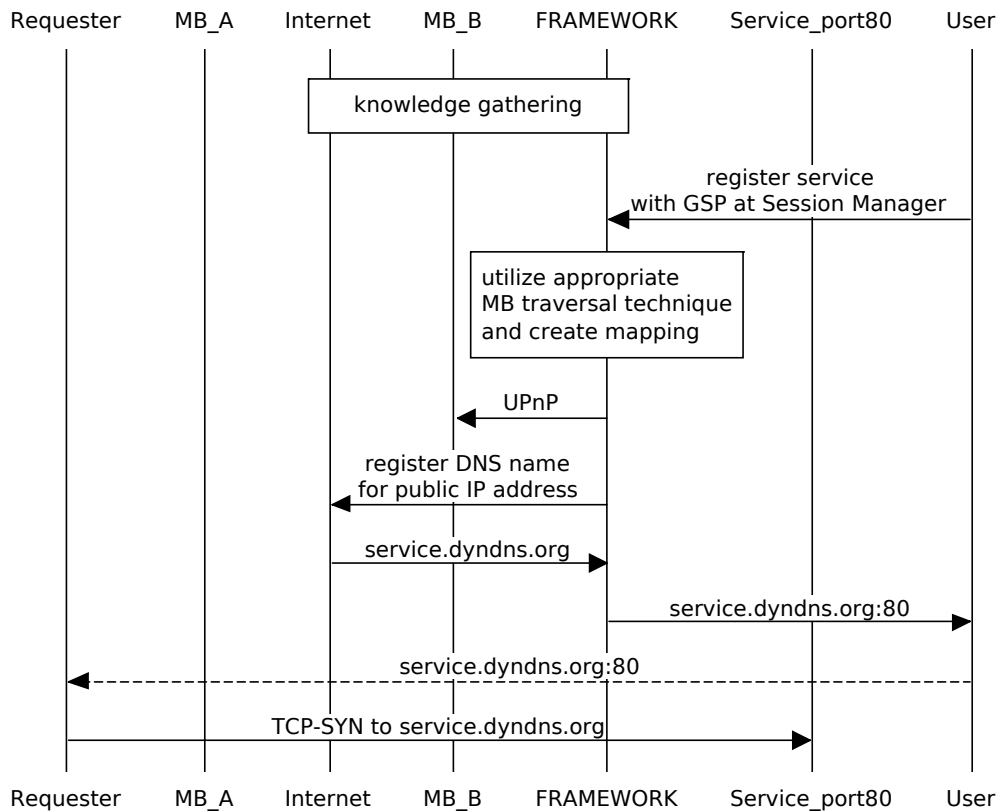 Requester MB_A Internet MB_B FRAMEWORK Service_port80 User
knowledge gathering
register service
with GSP at Session Manager
utilize appropriate
MB traversal technique
and create mapping
UPnP
register DNS name
for public IP address
service.dyndns.org
service.dyndns.org:80
service.dyndns.org:80
TCP-SYN to service.dyndns.org
Requester MB_A Internet MB_B FRAMEWORK Service_port80 User